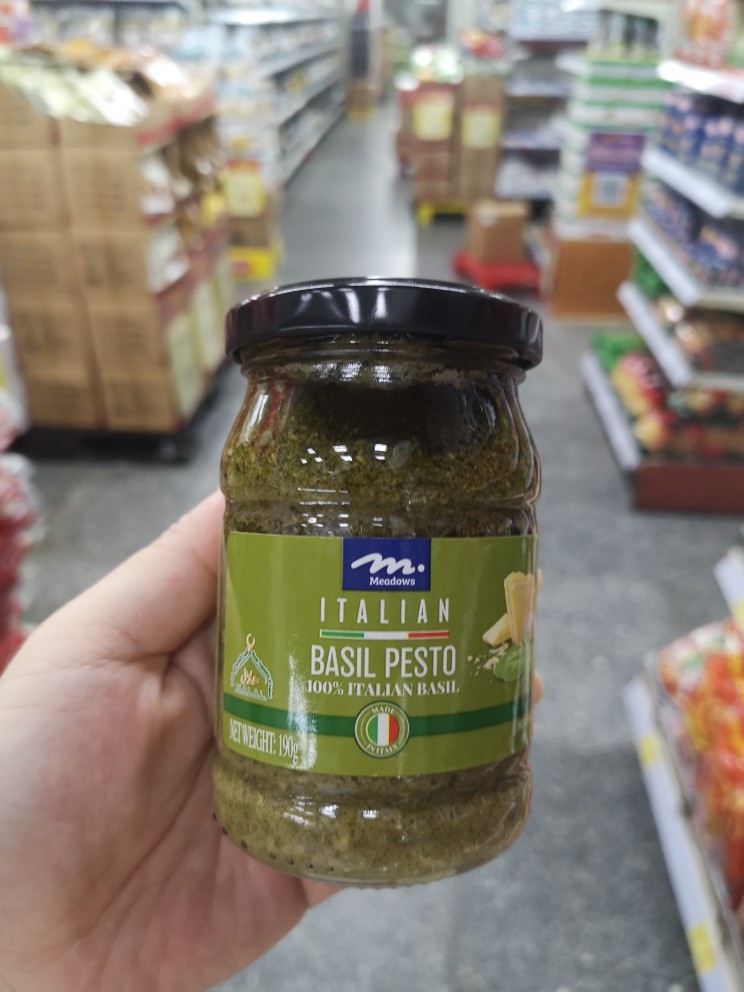 m.
Meadows
ITALIAN
BASIL PESTO
100% ITALIAN BASIL
MADE
IN ITALY
NET WEIGHT: 190g